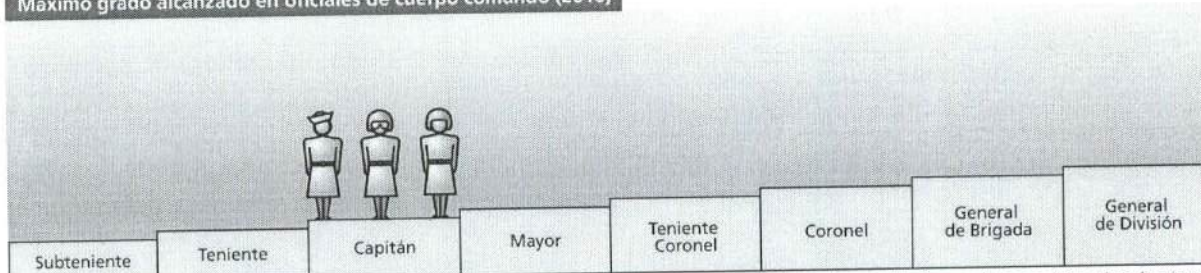 Máximo grado alcanzado en oficiales de cuerpo comando (2016)
Subteniente
Teniente
Capitán
Mayor
Teniente
Coronel
Coronel
General
de Brigada
General
de División